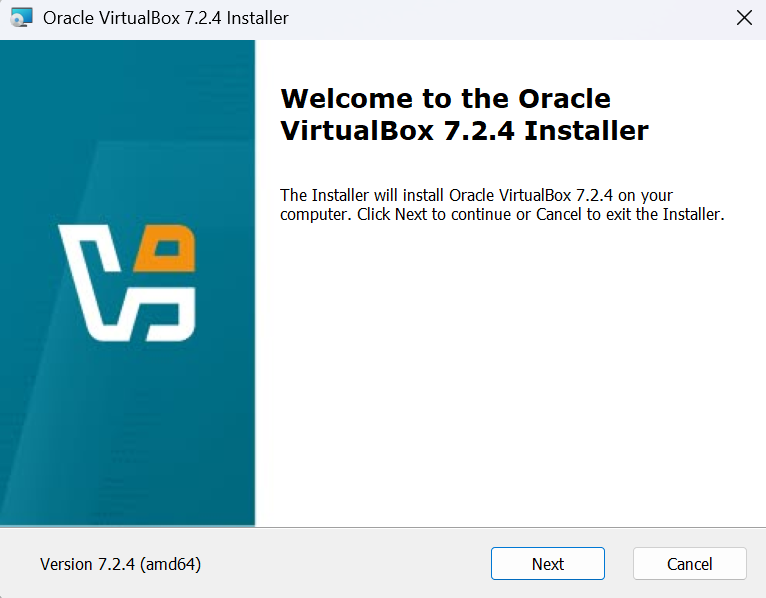 Oracle VirtualBox 7.2.4 Installer
Welcome to the Oracle
VirtualBox 7.2.4 Installer
The Installer will install Oracle VirtualBox 7.2.4 on your
computer. Click Next to continue or Cancel to exit the Installer.
Version 7.2.4 (amd64)
Next
Cancel